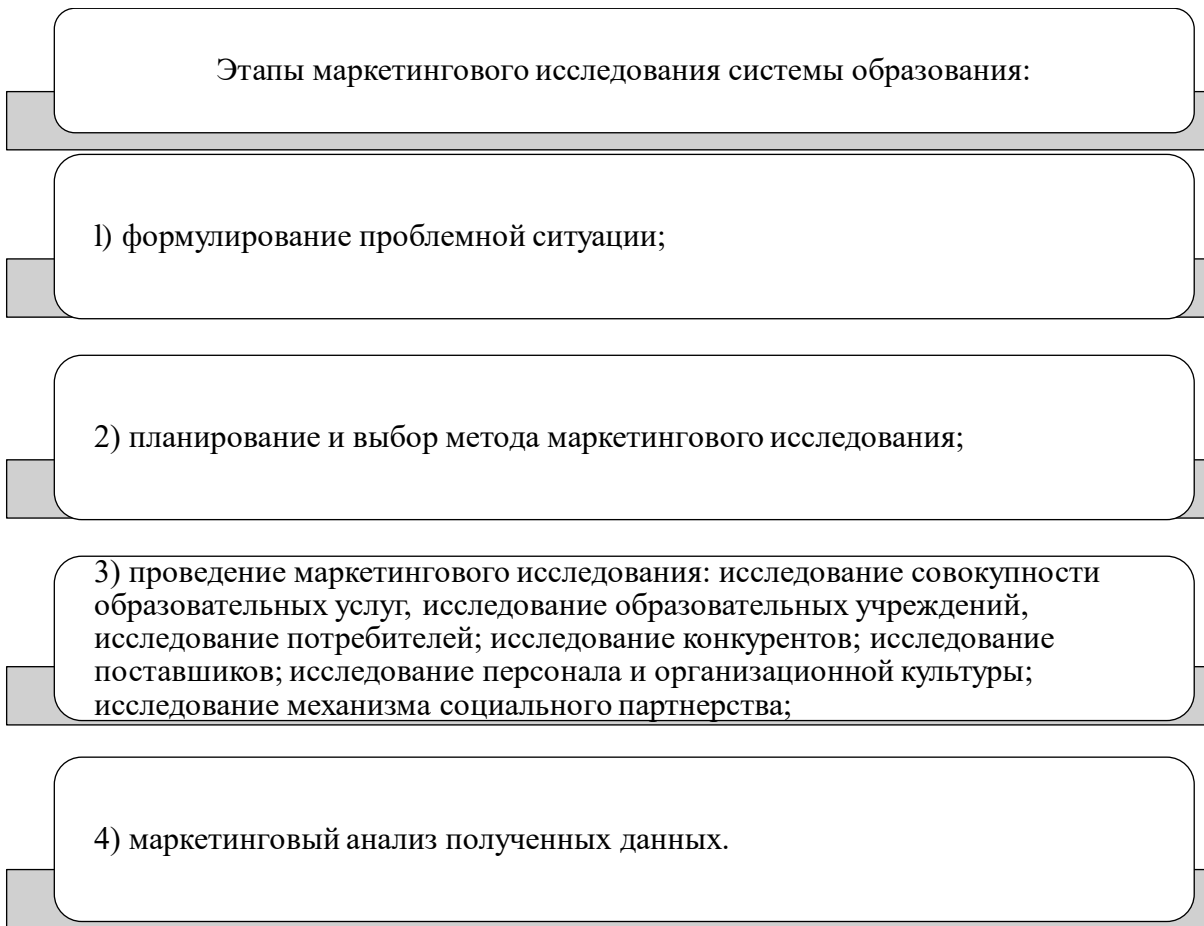 Этапы маркетингового исследования системы образования:
l) формулирование проблемной ситуации;
2) планирование и выбор метода маркетингового исследования;
3) проведение маркетингового исследования: исследование совокупности
образовательных услуг, исследование образовательных учреждений,
исследование потребителей; исследование конкурентов; исследование
поставшиков; исследование персонала и организационной культуры;
исследование механизма социального партнерства;
4) маркетинговый анализ полученных данных.